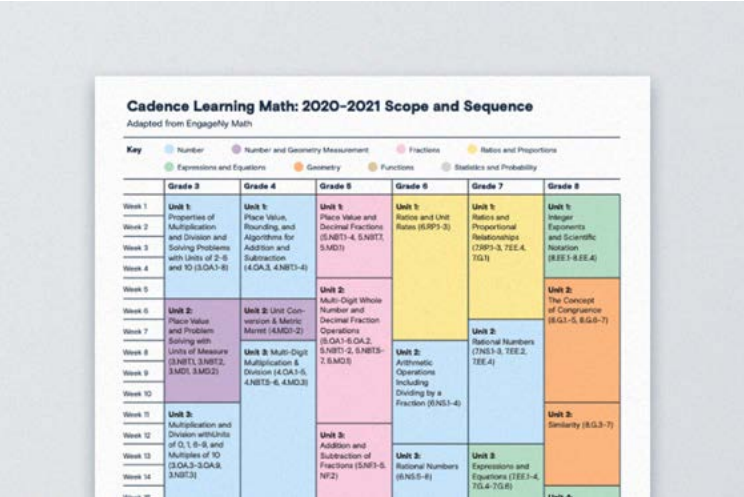 Cadence Learning Math: 2020-2021 Scope and Sequence
Adapted from EngageNy Math
Key
Number
Number and Geometry Measurement
Fractions
Ratios and Proportions
Expressions and Equations
Geometry
Functions
Statistics and Probability
Grade 3
Grade 4
Grade 5
Grade 6
Grade 7
Grade 8
Week 1
Week 2
Week 3
Week 4
Week 5
Week 6
Week 7
Week 8
Week 9
Week 10
Week 11
Week 12
Week 13
Week 14
Unit 1:
Properties of
Multiplication
and Division and
Solving Problems
with Units of 2-5
and 10 (3.OA.1-8)
Unit 2:
Place Value
and Problem
Solving with
Units of Measure
(3.NBT.1, 3.NBT.2,
3.MD.1, 3.MD.2)
Unit 3:
Multiplication and
Division withUnits
of 0, 1, 6-9, and
Multiples of 10
(3.OA.3-3.OA.9,
3.NBT.3)
Unit 1:
Place Value,
Rounding, and
Algorithms for
Addition and
Subtraction
(4.OA.3, 4.NBT.1-4)
Unit 2: Unit Con-
version & Metric
Msmt (4.MD.1-2)
Unit 3: Multi-Digit
Multiplication &
Division (4.OA.1-5,
4.NBT.5-6, 4.MD.3)
Unit 1:
Place Value and
Decimal Fractions
(5.NBT.1-4, 5.NBT.7,
5.MD.1)
Unit 2:
Multi-Digit Whole
Number and
Decimal Fraction
Operations
(5.OA.1-5.OA.2,
5.NBT.1-2, 5.NBT.5-
7, 5.MD.1)
Unit 3:
Addition and
Subtraction of
Fractions (5.NF.1-5.
NF.2)
Unit 1:
Ratios and Unit
Rates (6.RP.1-3)
Unit 2:
Arithmetic
Operations
Including
Dividing by a
Fraction (6.NS.1-4)
Unit 3:
Rational Numbers
(6.NS.5-8)
Unit 1:
Ratios and
Proportional
Relationships
(7.RP.1-3, 7.EE.4,
7.G.1)
Unit 2:
Rational Numbers
(7.NS.1-3, 7.EE.2,
7.EE.4)
Unit 3
Expressions and
Equations (7.EE.1-4,
7.G.4-7.G.6)
Unit 1:
Integer
Exponents
and Scientific
Notation
(8.EE.1-8.EE.4)
Unit 2:
The Concept
of Congruence
(8.G.1-5, 8.G.6-7)
Unit 3:
Similarity (8.G.3-7)